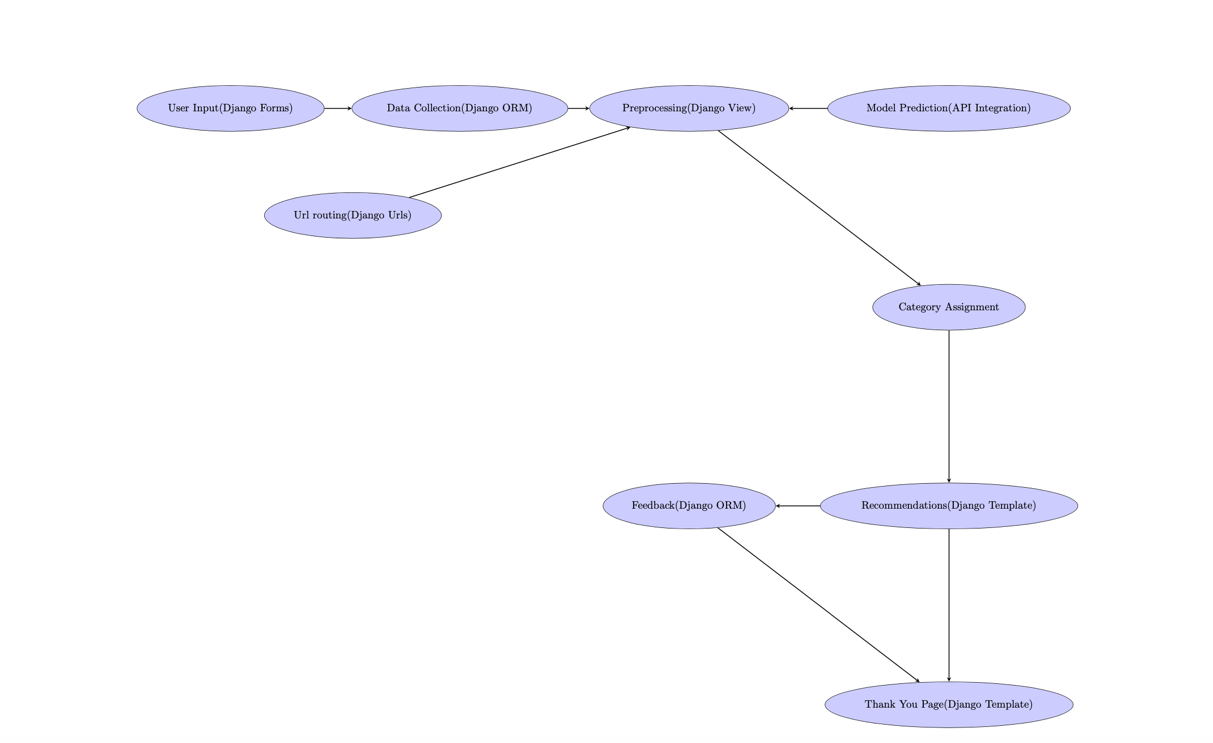 User Input(Django Forms)
Data Collection(Django ORM)
Preprocessing(Django View)
Model Prediction(API Integration)
Url routing(Django Urls)
Category Assignment
Feedback(Django ORM)
Recommendations(Django Template)
Thank You Page(Django Template)